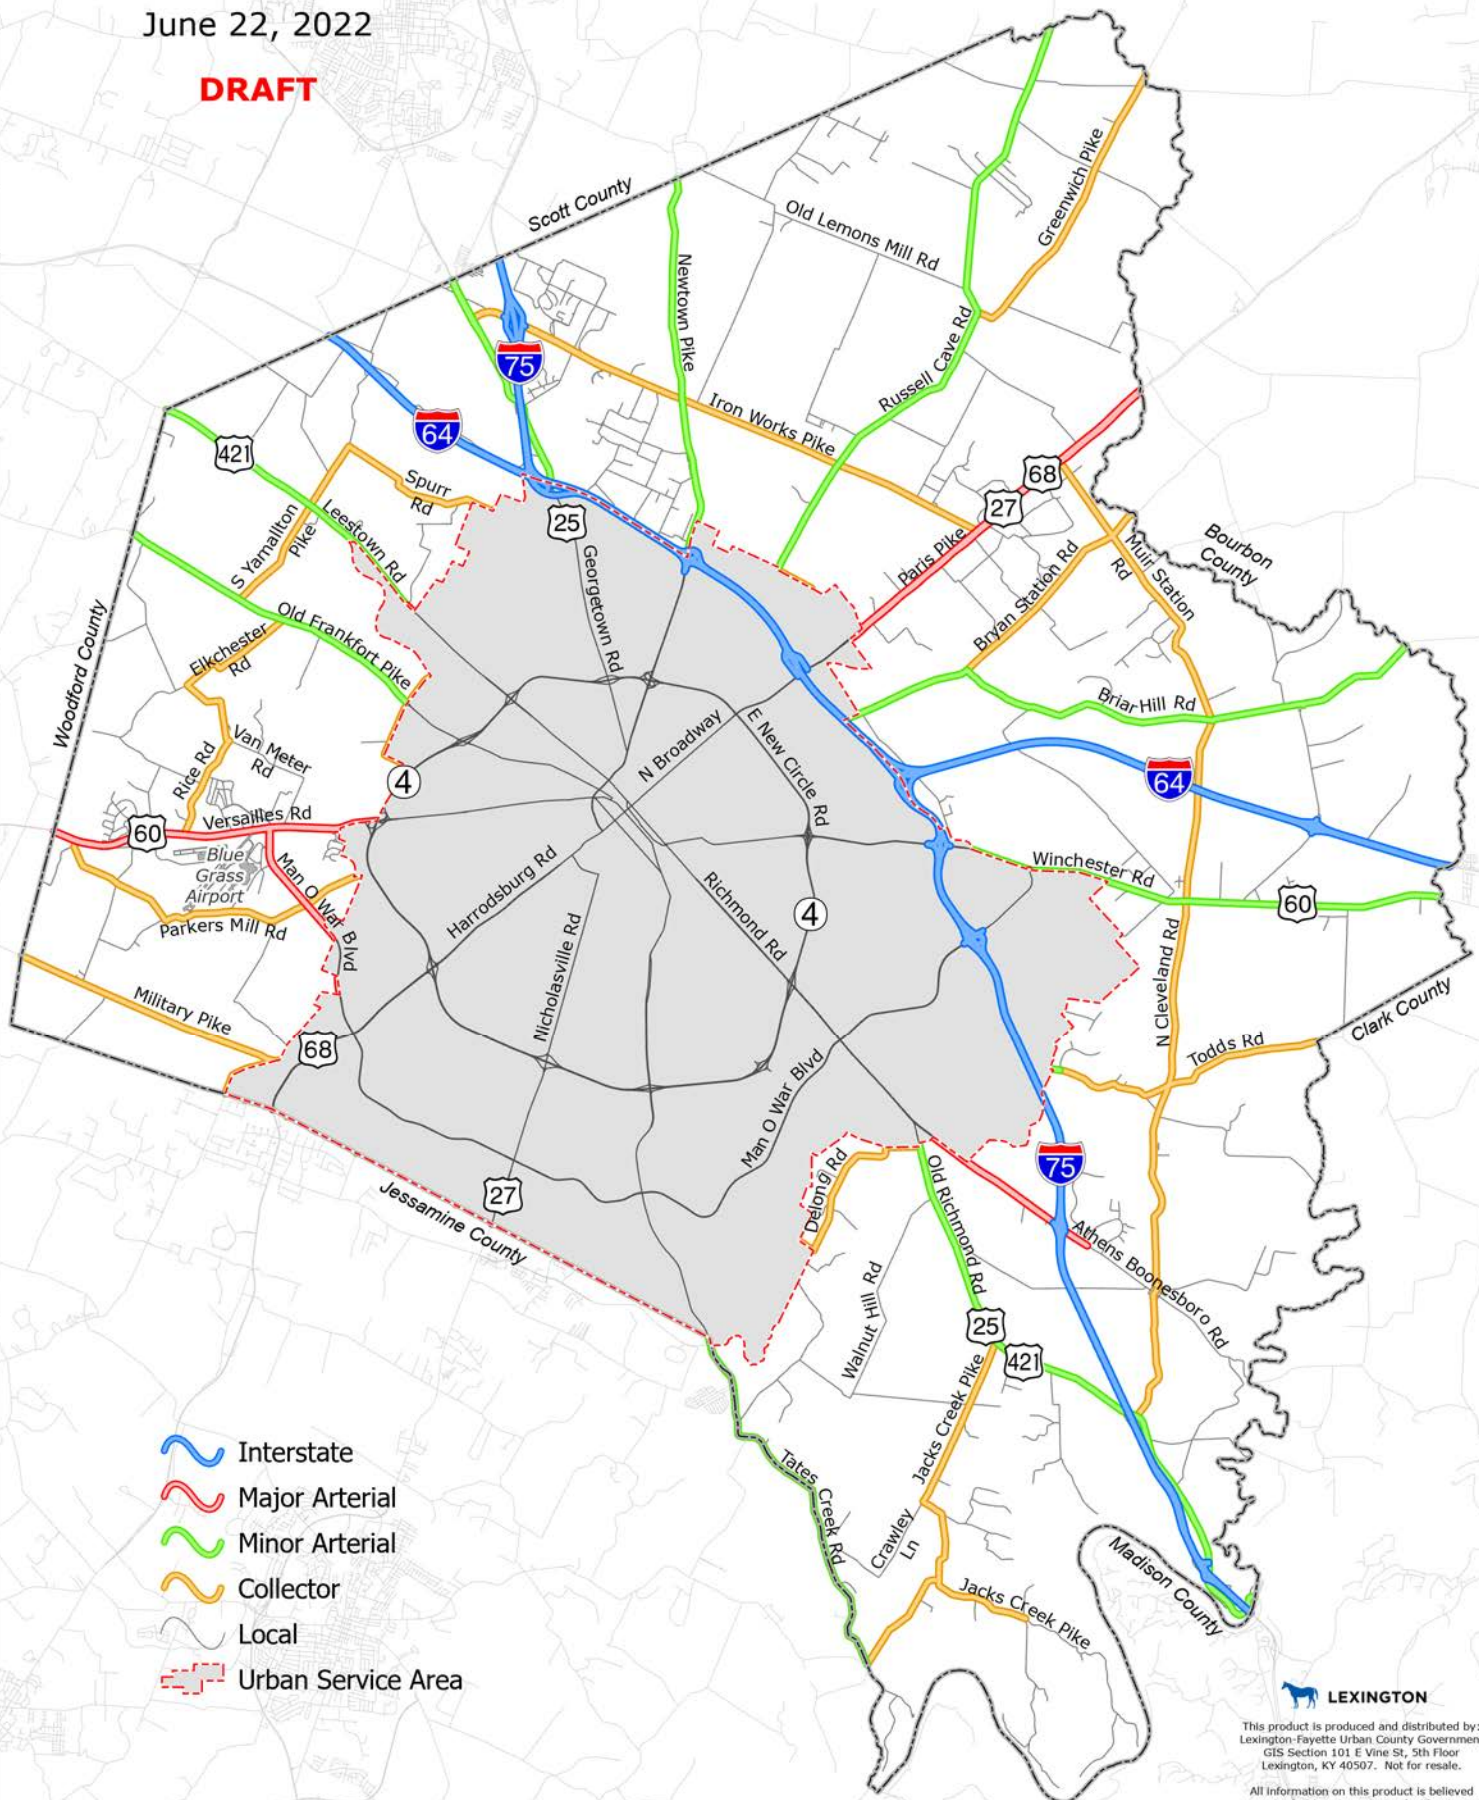 June 22, 2022
DRAFT
Scott County
Greenwich Pike
Old Lemons Mill Rd
Newtown Pike
75
Russell Cave Rd
64
Iron Works Pike
421
68
Spurr
Rd
27
25
S Yarnallton
Pike
Leestown Rd
Georgetown Rd
Paris Pike
Bryan Station Rd
Muir Station
Rd
Bourbon
County
Old Frankfort Pike
Elkchester
Rd
Woodford County
Briar Hill Rd
Van Meter
Rd
Rice Rd
N Broadway
E New Circle Rd
4
64
60
Versailles Rd
Blue
Grass
Airport
Man O War Blvd
Parkers Mill Rd
Harrodsburg Rd
Richmond Rd
4
Winchester Rd
60
Nicholasville Rd
N Cleveland Rd
Military Pike
68
Clark County
Todds Rd
Man O War Blvd
75
Delong Rd
Old Richmond Rd
27
Jessamine County
Athens Boonesboro Rd
Walnut Hill Rd
25
421
Jacks Creek Pike
Tates Creek Rd
Crawley
Ln
Madison County
Jacks Creek Pike
Interstate
Major Arterial
Minor Arterial
Collector
Local
Urban Service Area
LEXINGTON
This product is produced and distributed by:
Lexington-Fayette Urban County Governmen
GIS Section 101 E Vine St, 5th Floor
Lexington, KY 40507. Not for resale.
All information on this product is believed